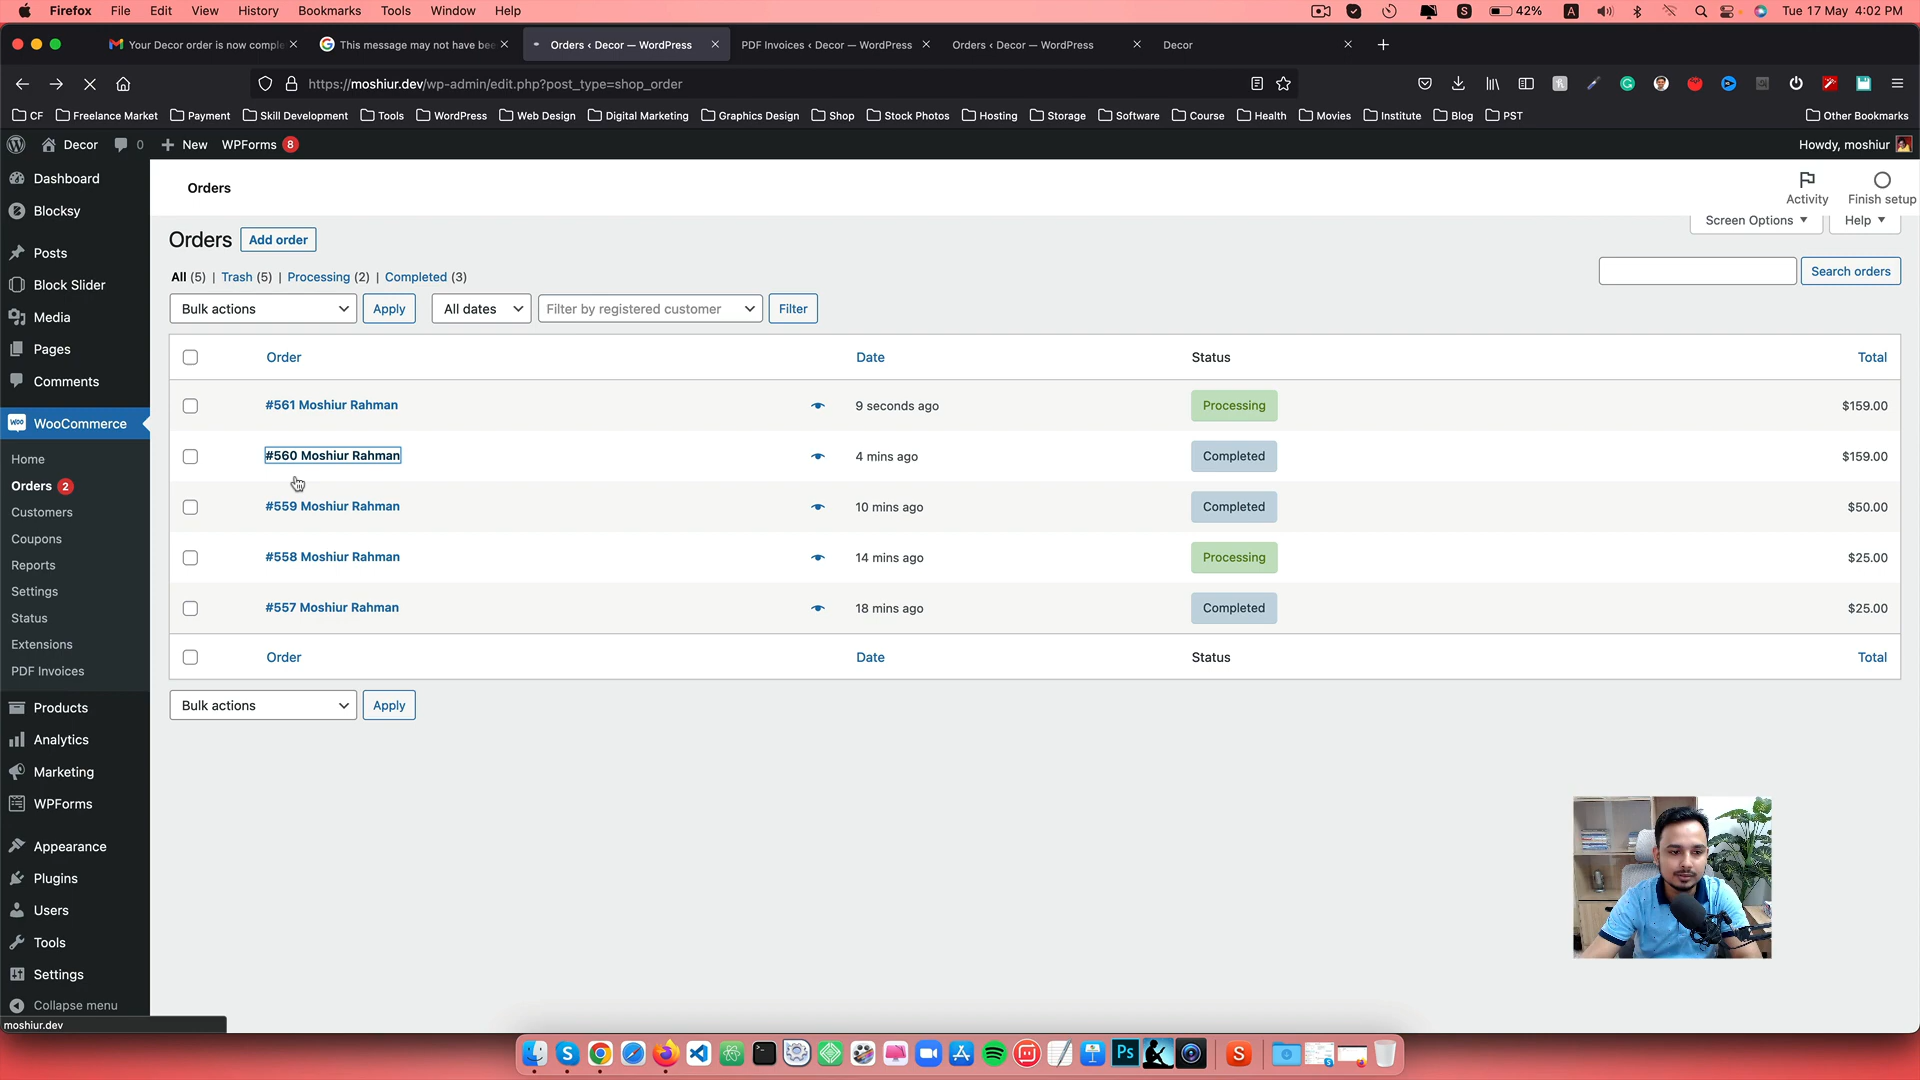 Firefox File Edit View History Bookmarks Tools Window Help 42% A Tue 17 May 4:02 PM
Your Decor order is now comple
This message may not have bee
Orders ‹ Decor — WordPress
PDF Invoices ‹ Decor — WordPress
Orders ‹ Decor — WordPress
Decor
https://moshiur.dev/wp-admin/edit.php?post_type=shop_order
CF Freelance Market Payment Skill Development Tools WordPress Web Design Digital Marketing Graphics Design Shop Stock Photos Hosting Storage Software Course Health Movies Institute Blog PST Other Bookmarks
Decor 0 New WPForms 8 Howdy, moshiur
Dashboard
Blocksy
Posts
Block Slider
Media
Pages
Comments
WooCommerce
Home
Orders 2
Customers
Coupons
Reports
Settings
Status
Extensions
PDF Invoices
Products
Analytics
Marketing
WPForms
Appearance
Plugins
Users
Tools
Settings
Collapse menu
moshiur.dev
Orders
Activity
Finish setup
Screen Options
Help
Orders Add order
All (5) | Trash (5) | Processing (2) | Completed (3)
Search orders
Bulk actions Apply All dates Filter by registered customer Filter
Order Date Status Total
#561 Moshiur Rahman 9 seconds ago Processing $159.00
#560 Moshiur Rahman 4 mins ago Completed $159.00
#559 Moshiur Rahman 10 mins ago Completed $50.00
#558 Moshiur Rahman 14 mins ago Processing $25.00
#557 Moshiur Rahman 18 mins ago Completed $25.00
Order Date Status Total
Bulk actions Apply
Ps